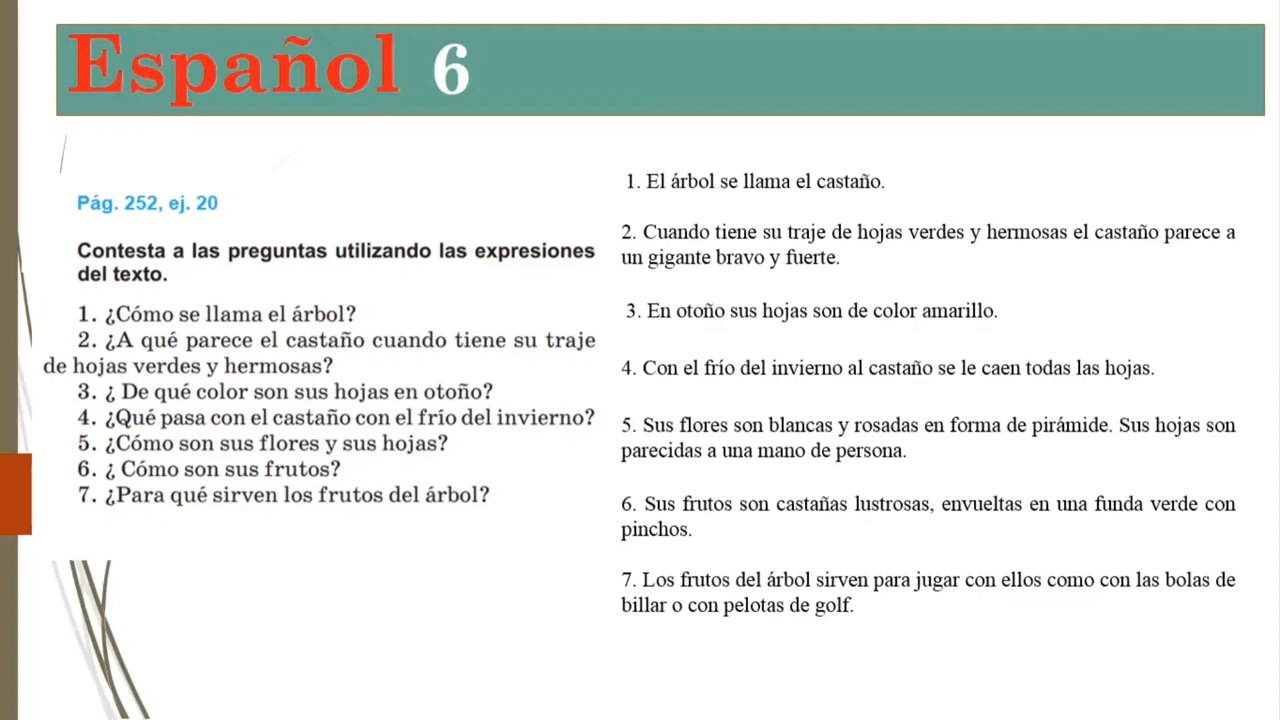 Español 6
Pág. 252, ej. 20
Contesta a las preguntas utilizando las expresiones
del texto.
1. ¿Cómo se llama el árbol?
2. ¿A qué parece el castaño cuando tiene su traje
de hojas verdes y hermosas?
3. ¿ De qué color son sus hojas en otoño?
4. ¿Qué pasa con el castaño con el frío del invierno?
5. ¿Cómo son sus flores y sus hojas?
6. ¿ Cómo son sus frutos?
7. ¿Para qué sirven los frutos del árbol?
1. El árbol se llama el castaño.
2. Cuando tiene su traje de hojas verdes y hermosas el castaño parece a
un gigante bravo y fuerte.
3. En otoño sus hojas son de color amarillo.
4. Con el frío del invierno al castaño se le caen todas las hojas.
5. Sus flores son blancas y rosadas en forma de pirámide. Sus hojas son
parecidas a una mano de persona.
6. Sus frutos son castañas lustrosas, envueltas en una funda verde con
pinchos.
7. Los frutos del árbol sirven para jugar con ellos como con las bolas de
billar o con pelotas de golf.